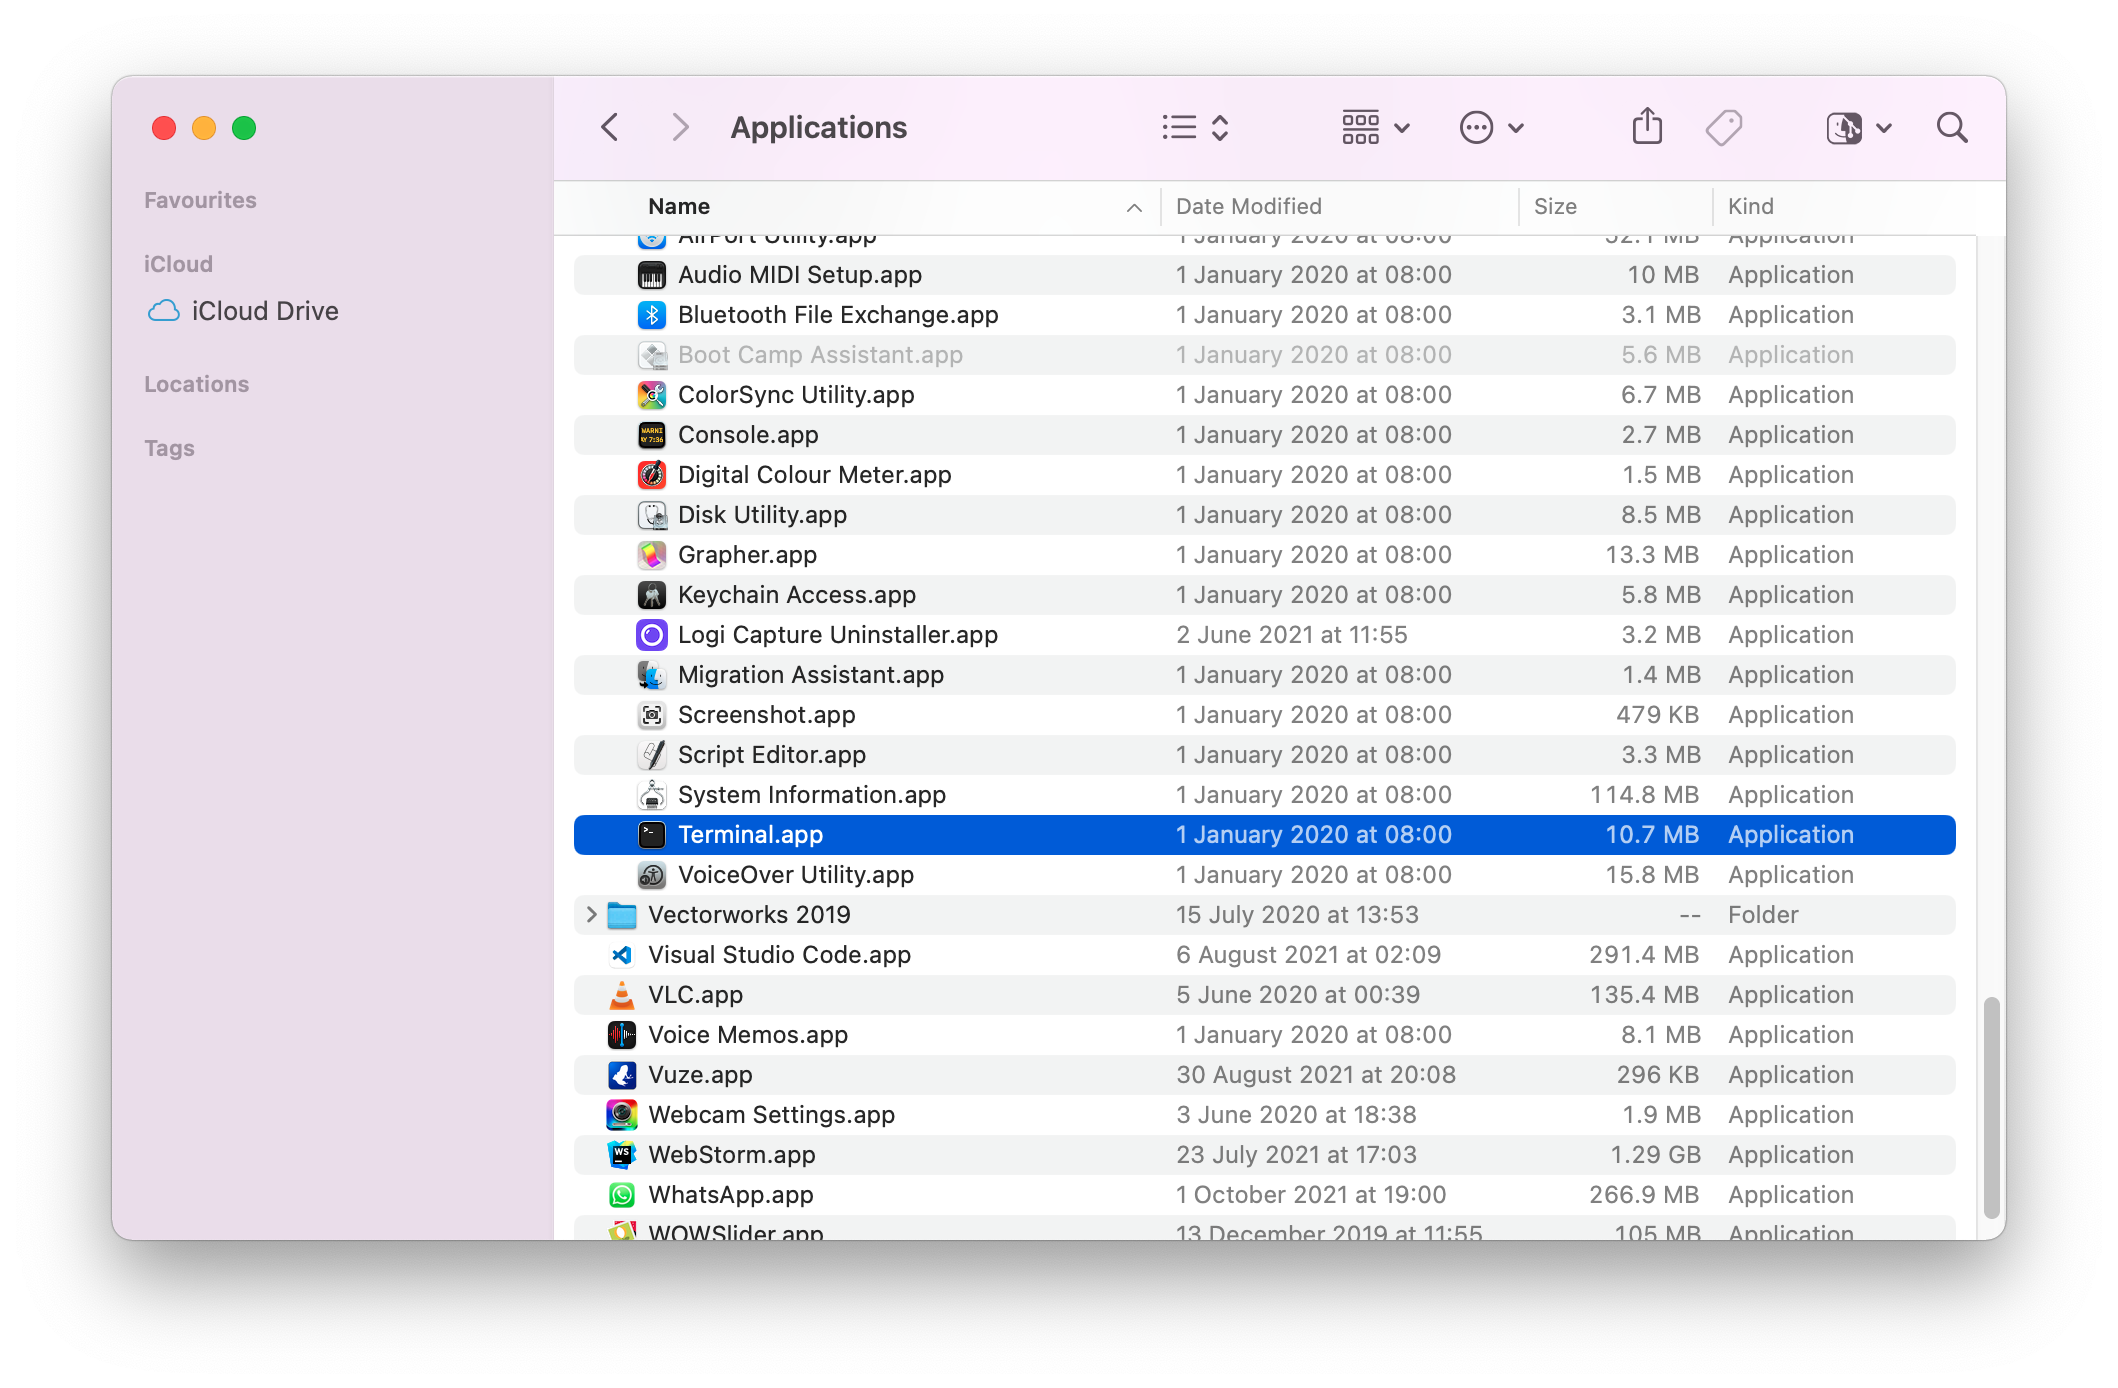 Applications
Favourites
iCloud
iCloud Drive
Locations
Tags
Name Date Modified Size Kind
AirPort Utility.app 1 January 2020 at 08:00 52.1 MB Application
Audio MIDI Setup.app 1 January 2020 at 08:00 10 MB Application
Bluetooth File Exchange.app 1 January 2020 at 08:00 3.1 MB Application
Boot Camp Assistant.app 1 January 2020 at 08:00 5.6 MB Application
ColorSync Utility.app 1 January 2020 at 08:00 6.7 MB Application
Console.app 1 January 2020 at 08:00 2.7 MB Application
Digital Colour Meter.app 1 January 2020 at 08:00 1.5 MB Application
Disk Utility.app 1 January 2020 at 08:00 8.5 MB Application
Grapher.app 1 January 2020 at 08:00 13.3 MB Application
Keychain Access.app 1 January 2020 at 08:00 5.8 MB Application
Logi Capture Uninstaller.app 2 June 2021 at 11:55 3.2 MB Application
Migration Assistant.app 1 January 2020 at 08:00 1.4 MB Application
Screenshot.app 1 January 2020 at 08:00 479 KB Application
Script Editor.app 1 January 2020 at 08:00 3.3 MB Application
System Information.app 1 January 2020 at 08:00 114.8 MB Application
Terminal.app 1 January 2020 at 08:00 10.7 MB Application
VoiceOver Utility.app 1 January 2020 at 08:00 15.8 MB Application
Vectorworks 2019 15 July 2020 at 13:53 -- Folder
Visual Studio Code.app 6 August 2021 at 02:09 291.4 MB Application
VLC.app 5 June 2020 at 00:39 135.4 MB Application
Voice Memos.app 1 January 2020 at 08:00 8.1 MB Application
Vuze.app 30 August 2021 at 20:08 296 KB Application
Webcam Settings.app 3 June 2020 at 18:38 1.9 MB Application
WebStorm.app 23 July 2021 at 17:03 1.29 GB Application
WhatsApp.app 1 October 2021 at 19:00 266.9 MB Application
WOWSlider.app 13 December 2019 at 11:55 105 MB Application